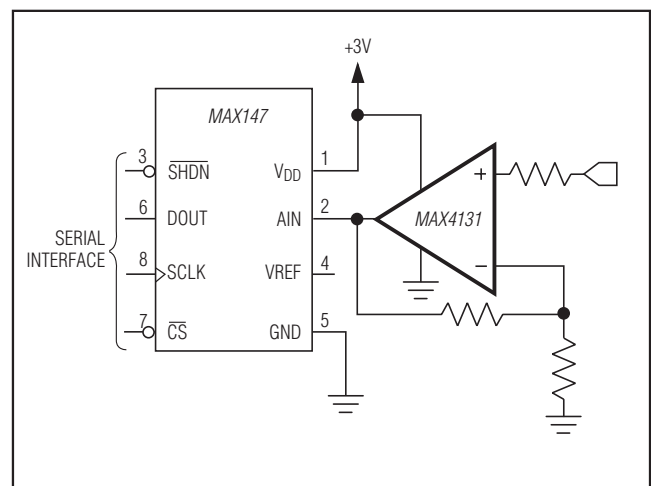 +3V
MAX147
3
SHDN
VDD
1
6
DOUT
AIN
2
+
MAX4131
SERIAL
INTERFACE
8
SCLK
VREF
4
−
7
CS
GND
5